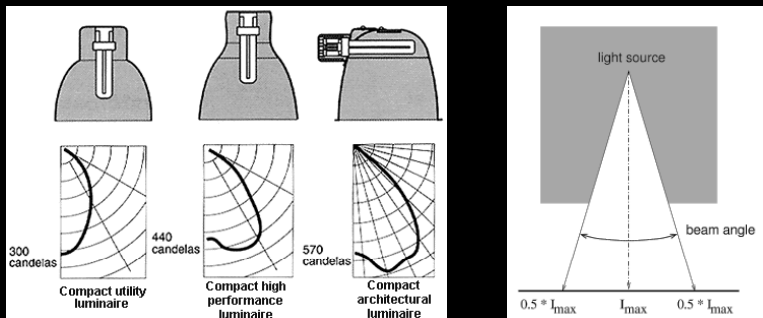 300
candelas
Compact utility
luminaire
440
candelas
Compact high
performance
luminaire
570
candelas
Compact
architectural
luminaire
light source
beam angle
0.5 * Imax
Imax
0.5 * Imax